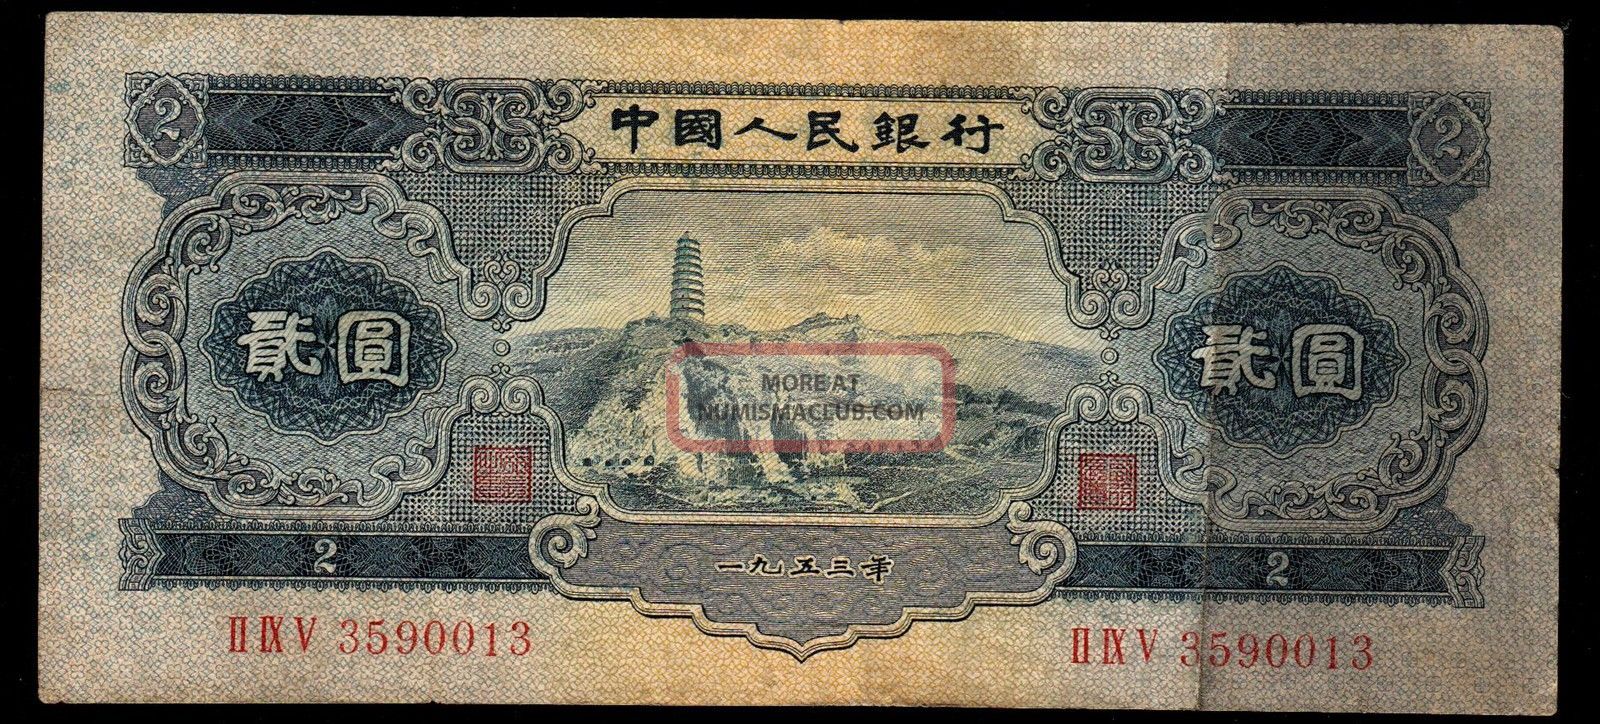 2 中國人民銀行 2
貳圓 貳圓
MORE AT
NUMISMACLUB.COM
2 一九五三年 2
II IX V 3590013 II IX V 3590013